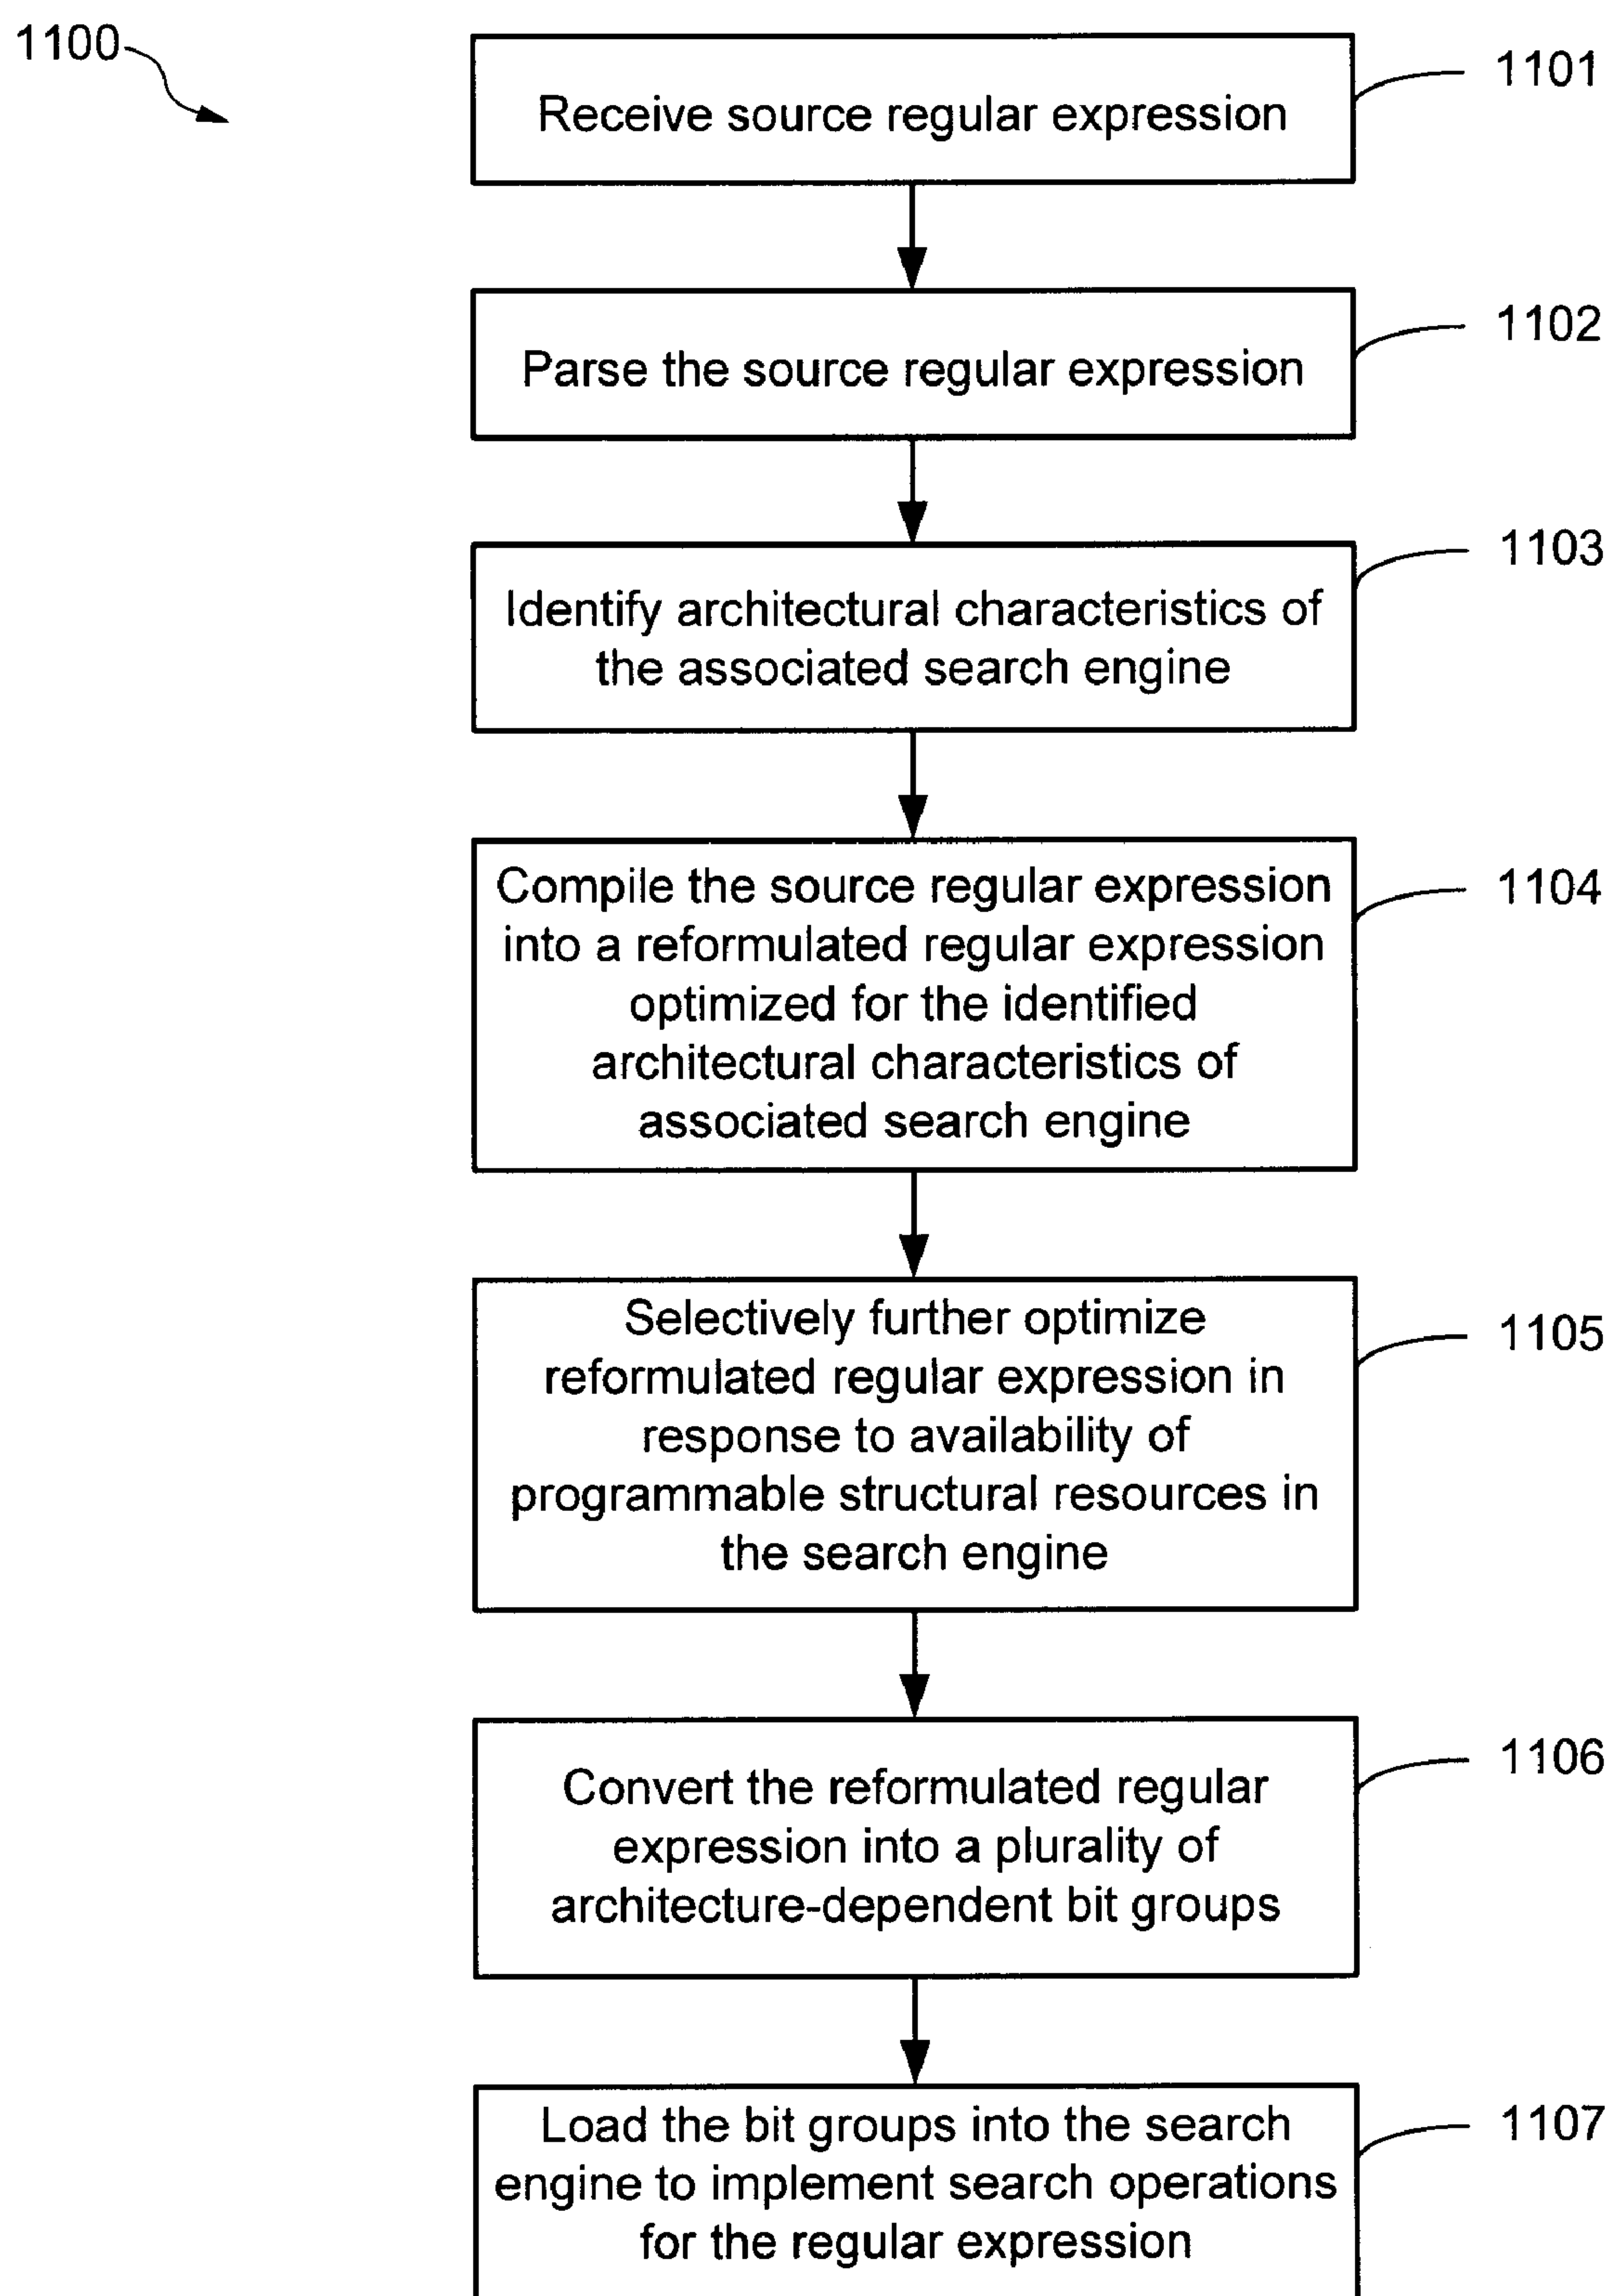 1100
1101
Receive source regular expression
1102
Parse the source regular expression
1103
Identify architectural characteristics of
the associated search engine
1104
Compile the source regular expression
into a reformulated regular expression
optimized for the identified
architectural characteristics of
associated search engine
1105
Selectively further optimize
reformulated regular expression in
response to availability of
programmable structural resources in
the search engine
1106
Convert the reformulated regular
expression into a plurality of
architecture-dependent bit groups
1107
Load the bit groups into the search
engine to implement search operations
for the regular expression